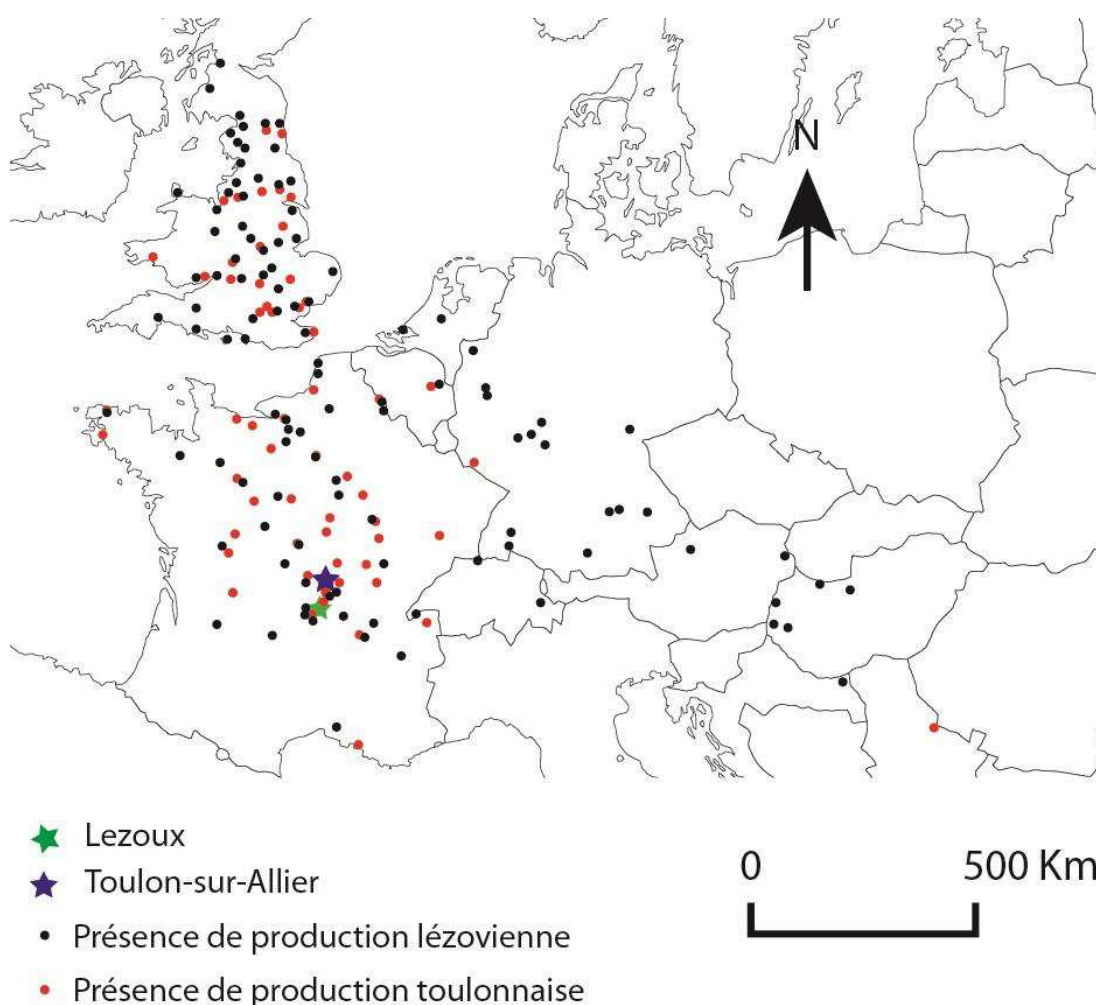 N
Lezoux
Toulon-sur-Allier
Présence de production lézovienne
Présence de production toulonnaise
0 500 Km